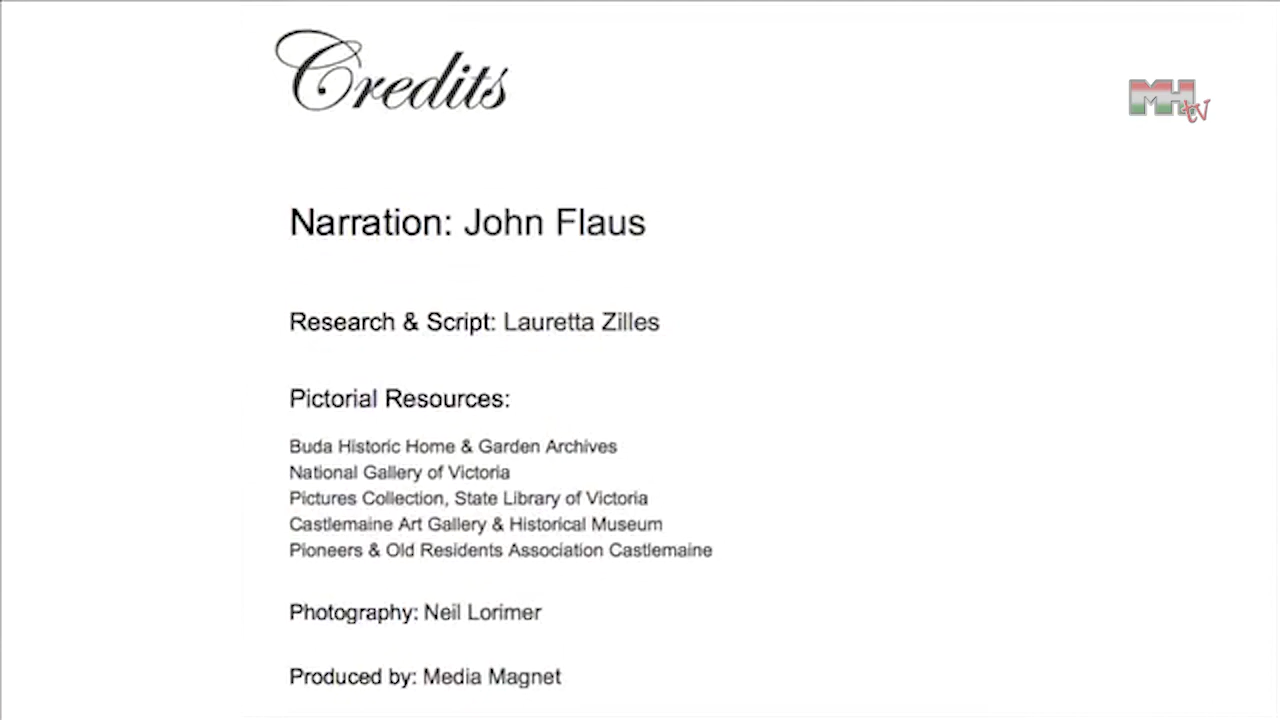 Credits
MHtv
Narration: John Flaus
Research & Script: Lauretta Zilles
Pictorial Resources:
Buda Historic Home & Garden Archives
National Gallery of Victoria
Pictures Collection, State Library of Victoria
Castlemaine Art Gallery & Historical Museum
Pioneers & Old Residents Association Castlemaine
Photography: Neil Lorimer
Produced by: Media Magnet